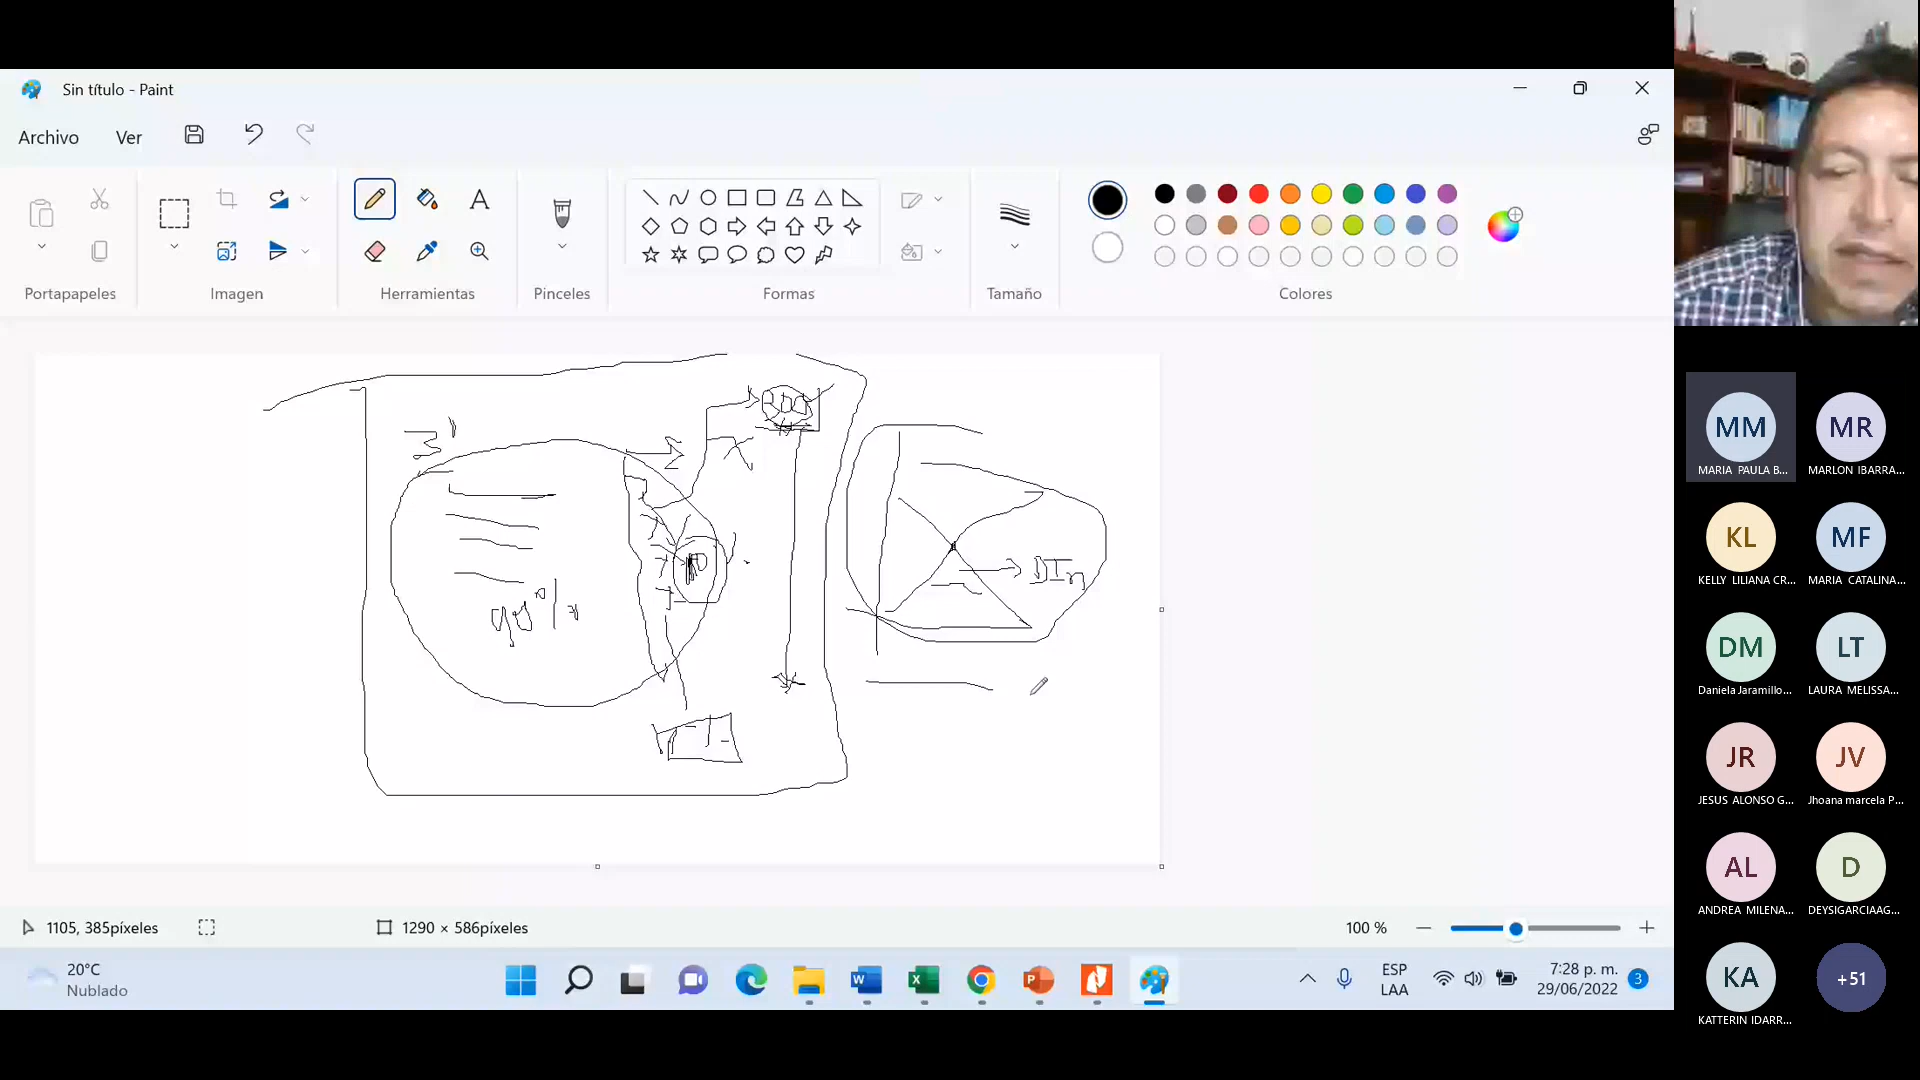 Sin título - Paint
Archivo
Ver
Portapapeles
Imagen
Herramientas
Pinceles
Formas
Tamaño
Colores
90%
1105, 385píxeles
1290 × 586píxeles
100 %
20°C
Nublado
ESP
LAA
7:28 p. m.
29/06/2022
3
MM
MARIA PAULA B...
MR
MARLON IBARRA...
KL
KELLY LILIANA CR...
MF
MARIA CATALINA...
DM
Daniela Jaramillo...
LT
LAURA MELISSA...
JR
JESUS ALONSO G...
JV
Jhoana marcela P...
AL
ANDREA MILENA...
D
DEYSIGARCIAAG...
KA
KATTERIN IDARR...
+51